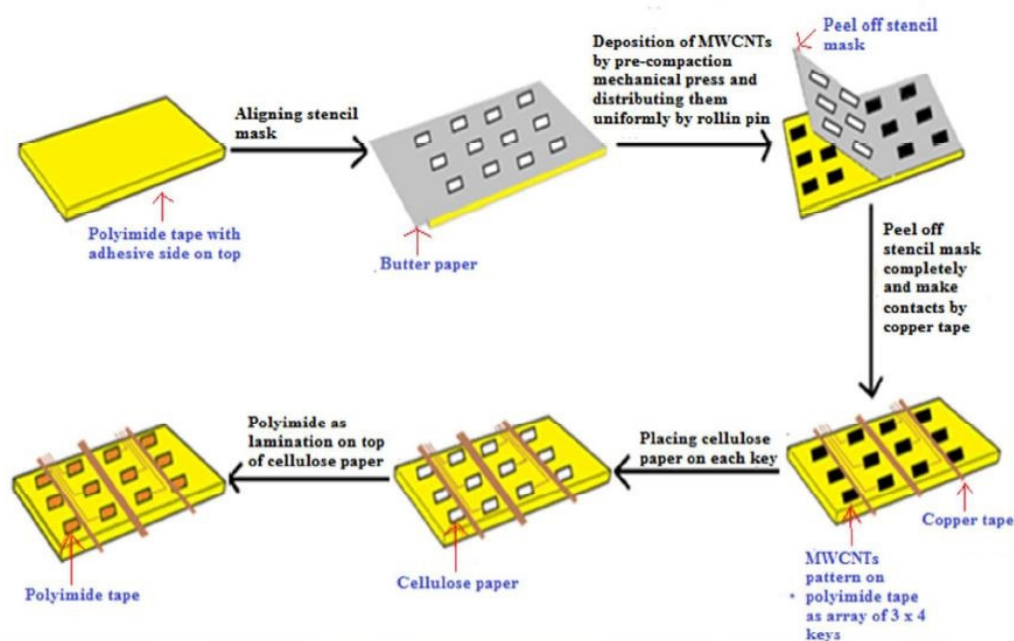 Aligning stencil
mask
Polyimide tape with
adhesive side on top
Butter paper
Deposition of MWCNTs
by pre-compaction
mechanical press and
distributing them
uniformly by rollin pin
Peel off stencil
mask
Peel off
stencil mask
completely
and make
contacts by
copper tape
Copper tape
MWCNTs
pattern on
polyimide tape
as array of 3 x 4
keys
Placing cellulose
paper on each key
Cellulose paper
Polyimide as
lamination on top
of cellulose paper
Polyimide tape